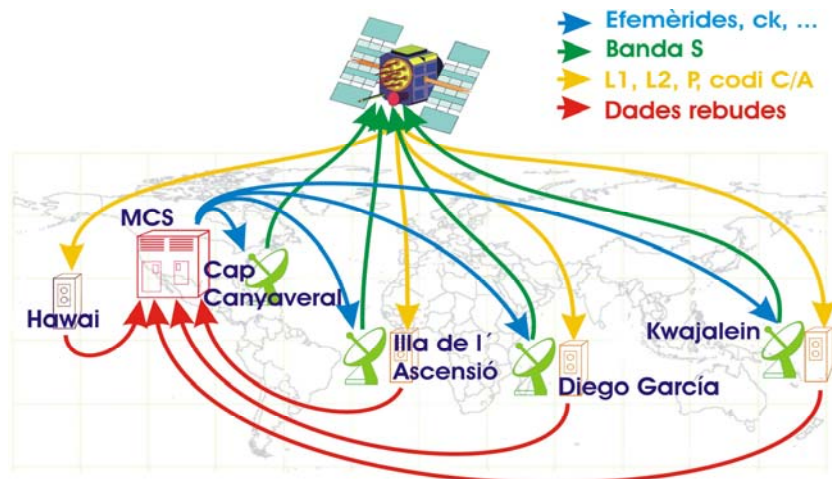 Efemèrides, ck, ...
Banda S
L1, L2, P, codi C/A
Dades rebudes
MCS
Cap
Canyaveral
Hawai
Illa de l´
Ascensió
Kwajalein
Diego García